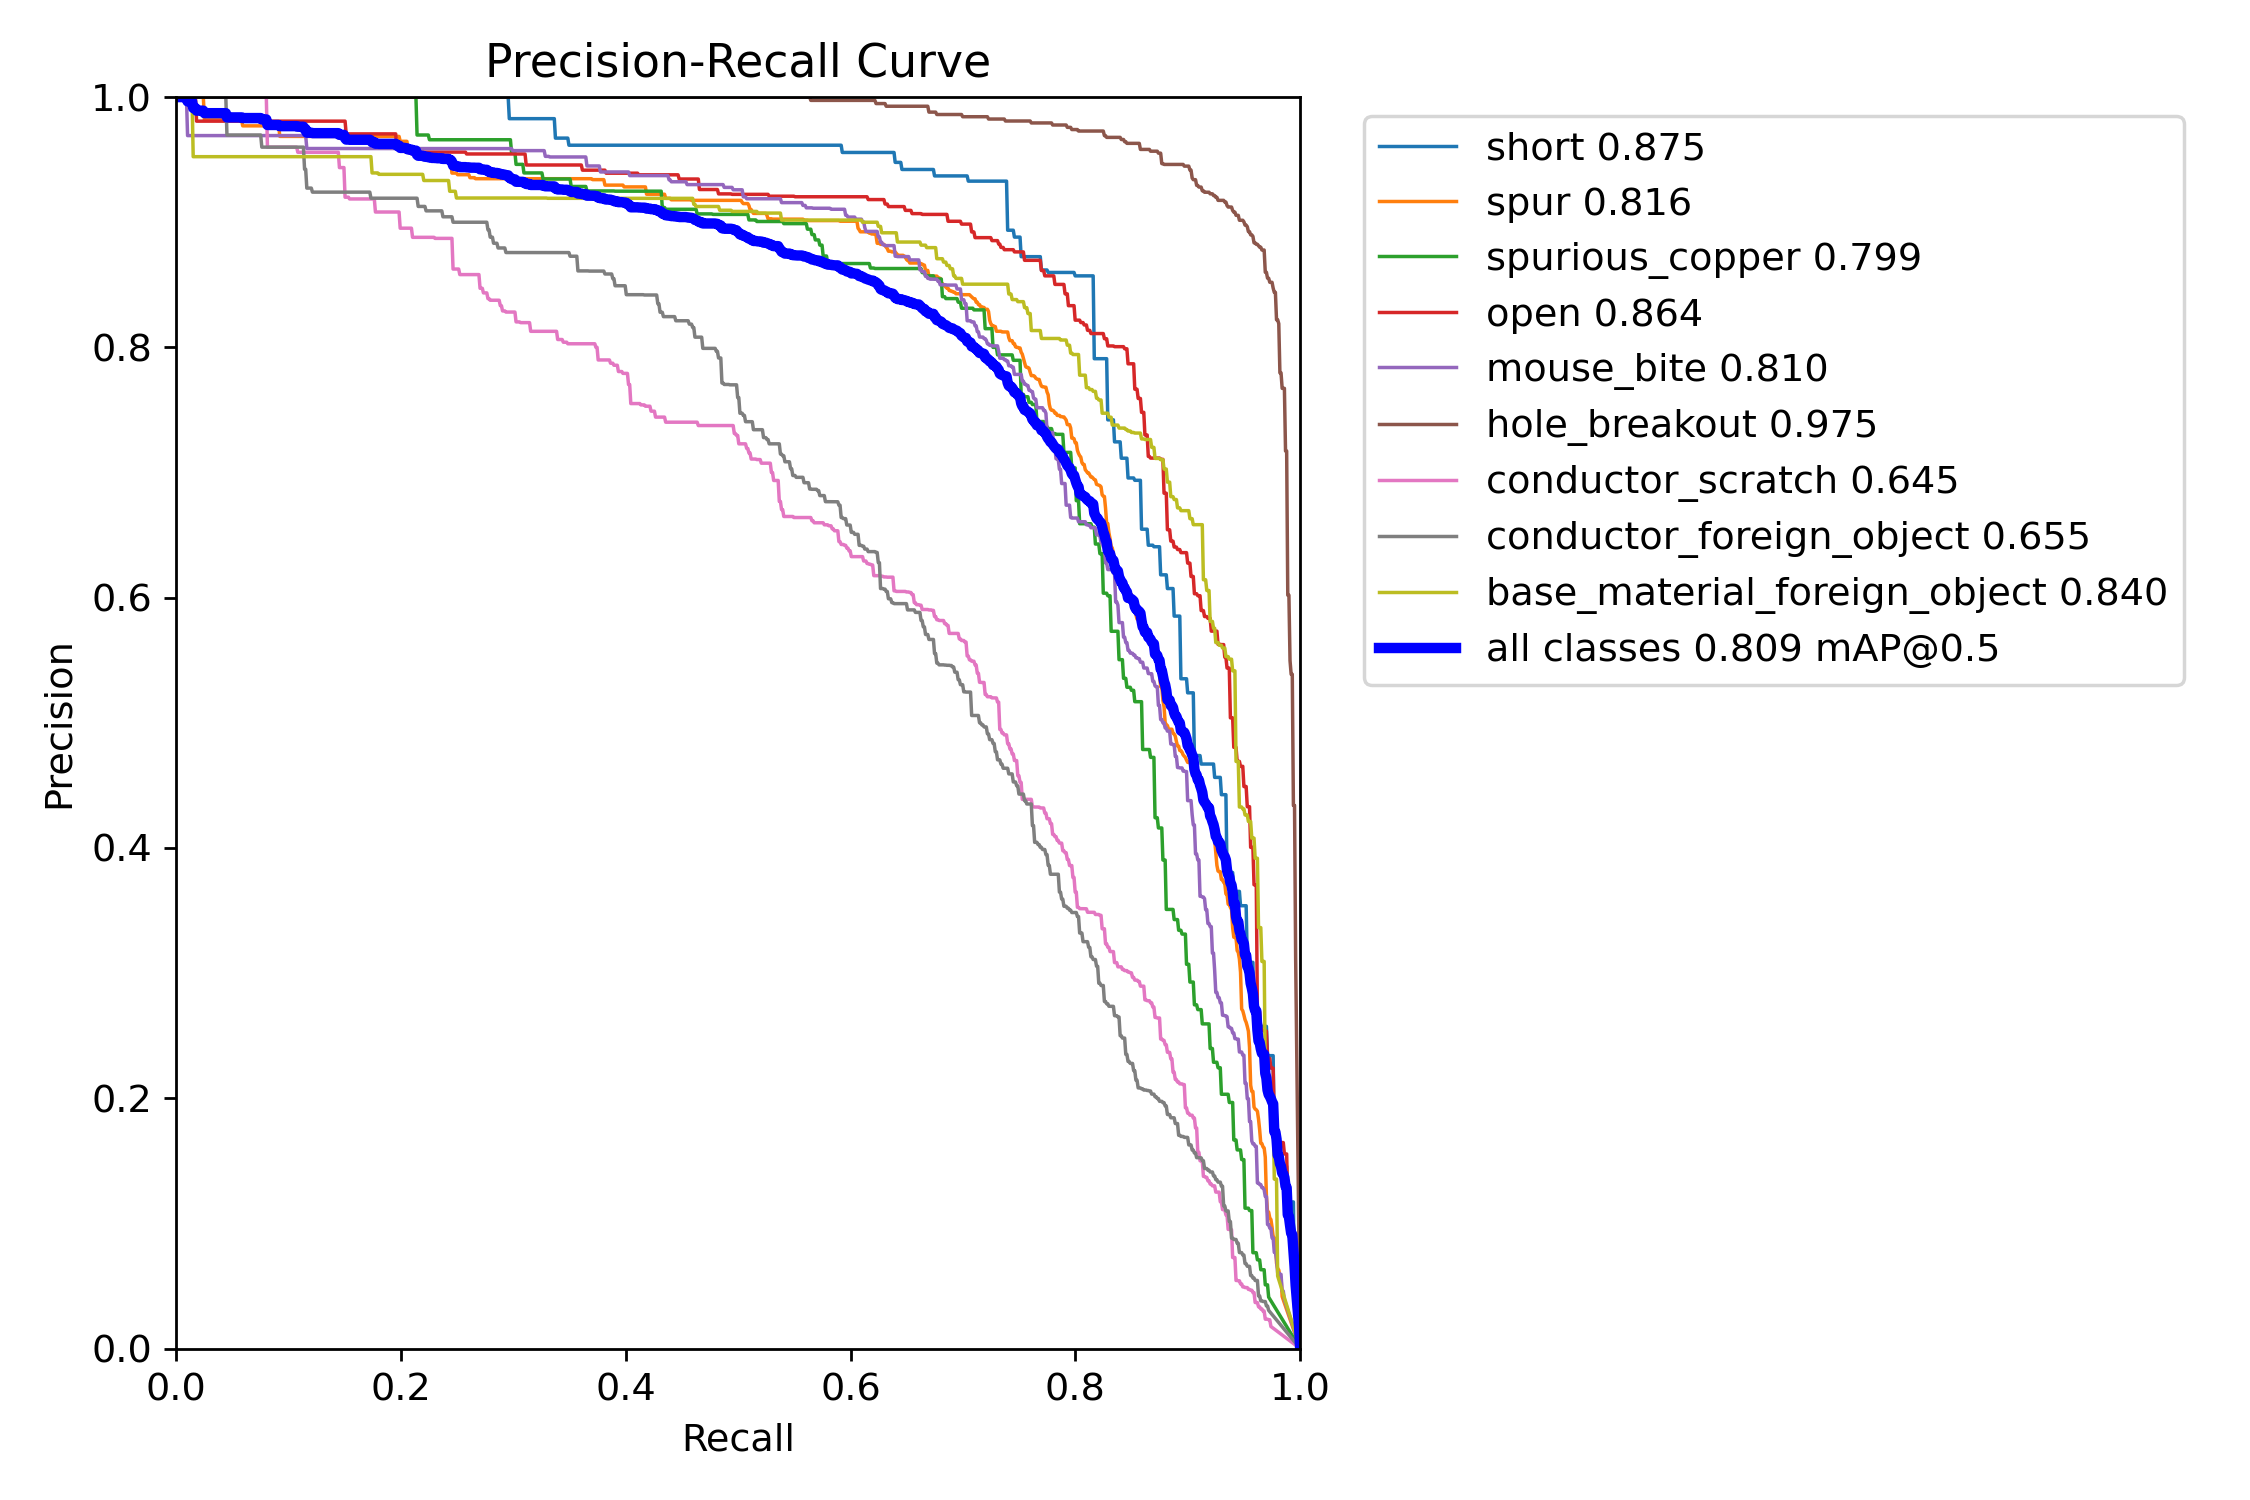 Precision-Recall Curve
1.0
0.8
0.6
0.4
0.2
0.0
Precision
0.0 0.2 0.4 0.6 0.8 1.0
Recall
short 0.875
spur 0.816
spurious_copper 0.799
open 0.864
mouse_bite 0.810
hole_breakout 0.975
conductor_scratch 0.645
conductor_foreign_object 0.655
base_material_foreign_object 0.840
all classes 0.809 mAP@0.5